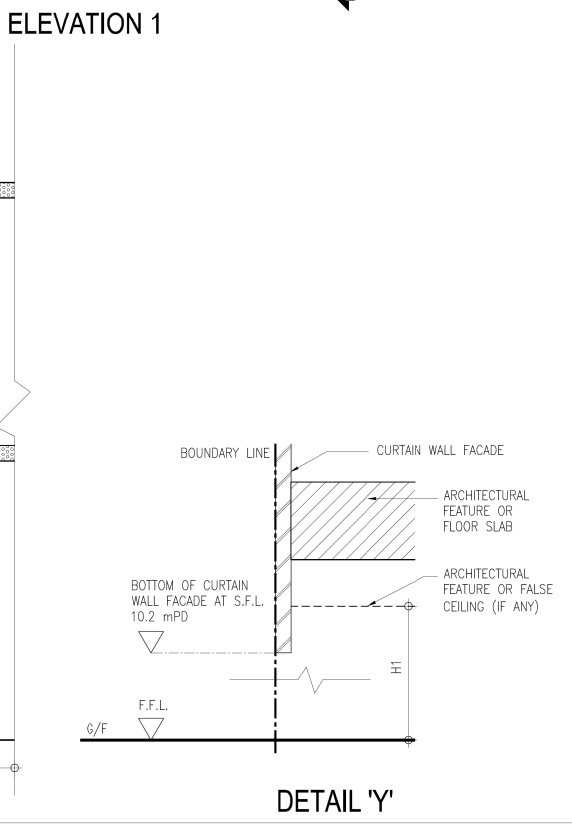 ELEVATION 1
BOUNDARY LINE
CURTAIN WALL FACADE
ARCHITECTURAL
FEATURE OR
FLOOR SLAB
ARCHITECTURAL
FEATURE OR FALSE
CEILING (IF ANY)
BOTTOM OF CURTAIN
WALL FACADE AT S.F.L.
10.2 mPD
H1
F.F.L.
G/F
DETAIL 'Y'